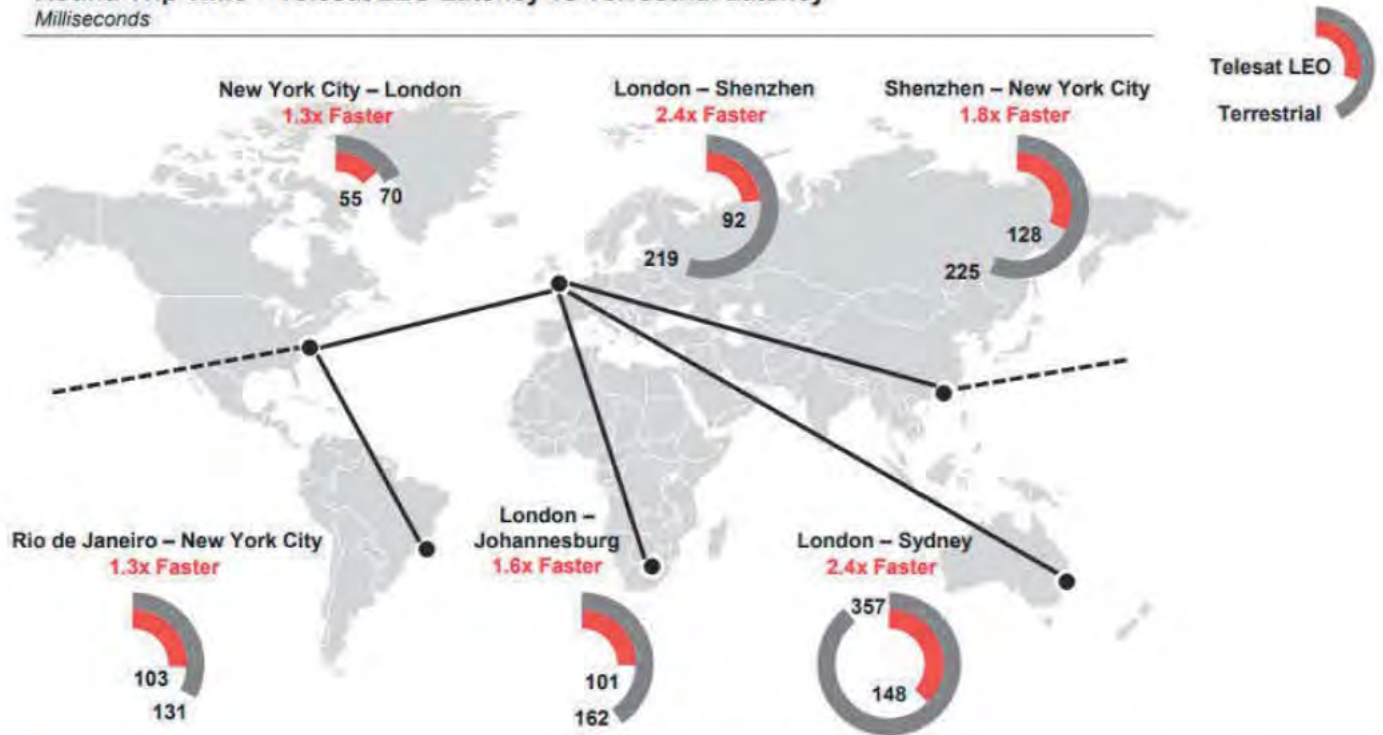 Milliseconds
Telesat LEO
Terrestrial
New York City – London
1.3x Faster
55 70
London – Shenzhen
2.4x Faster
92
219
Shenzhen – New York City
1.8x Faster
128
225
Rio de Janeiro – New York City
1.3x Faster
103
131
London –
Johannesburg
1.6x Faster
101
162
London – Sydney
2.4x Faster
357
148